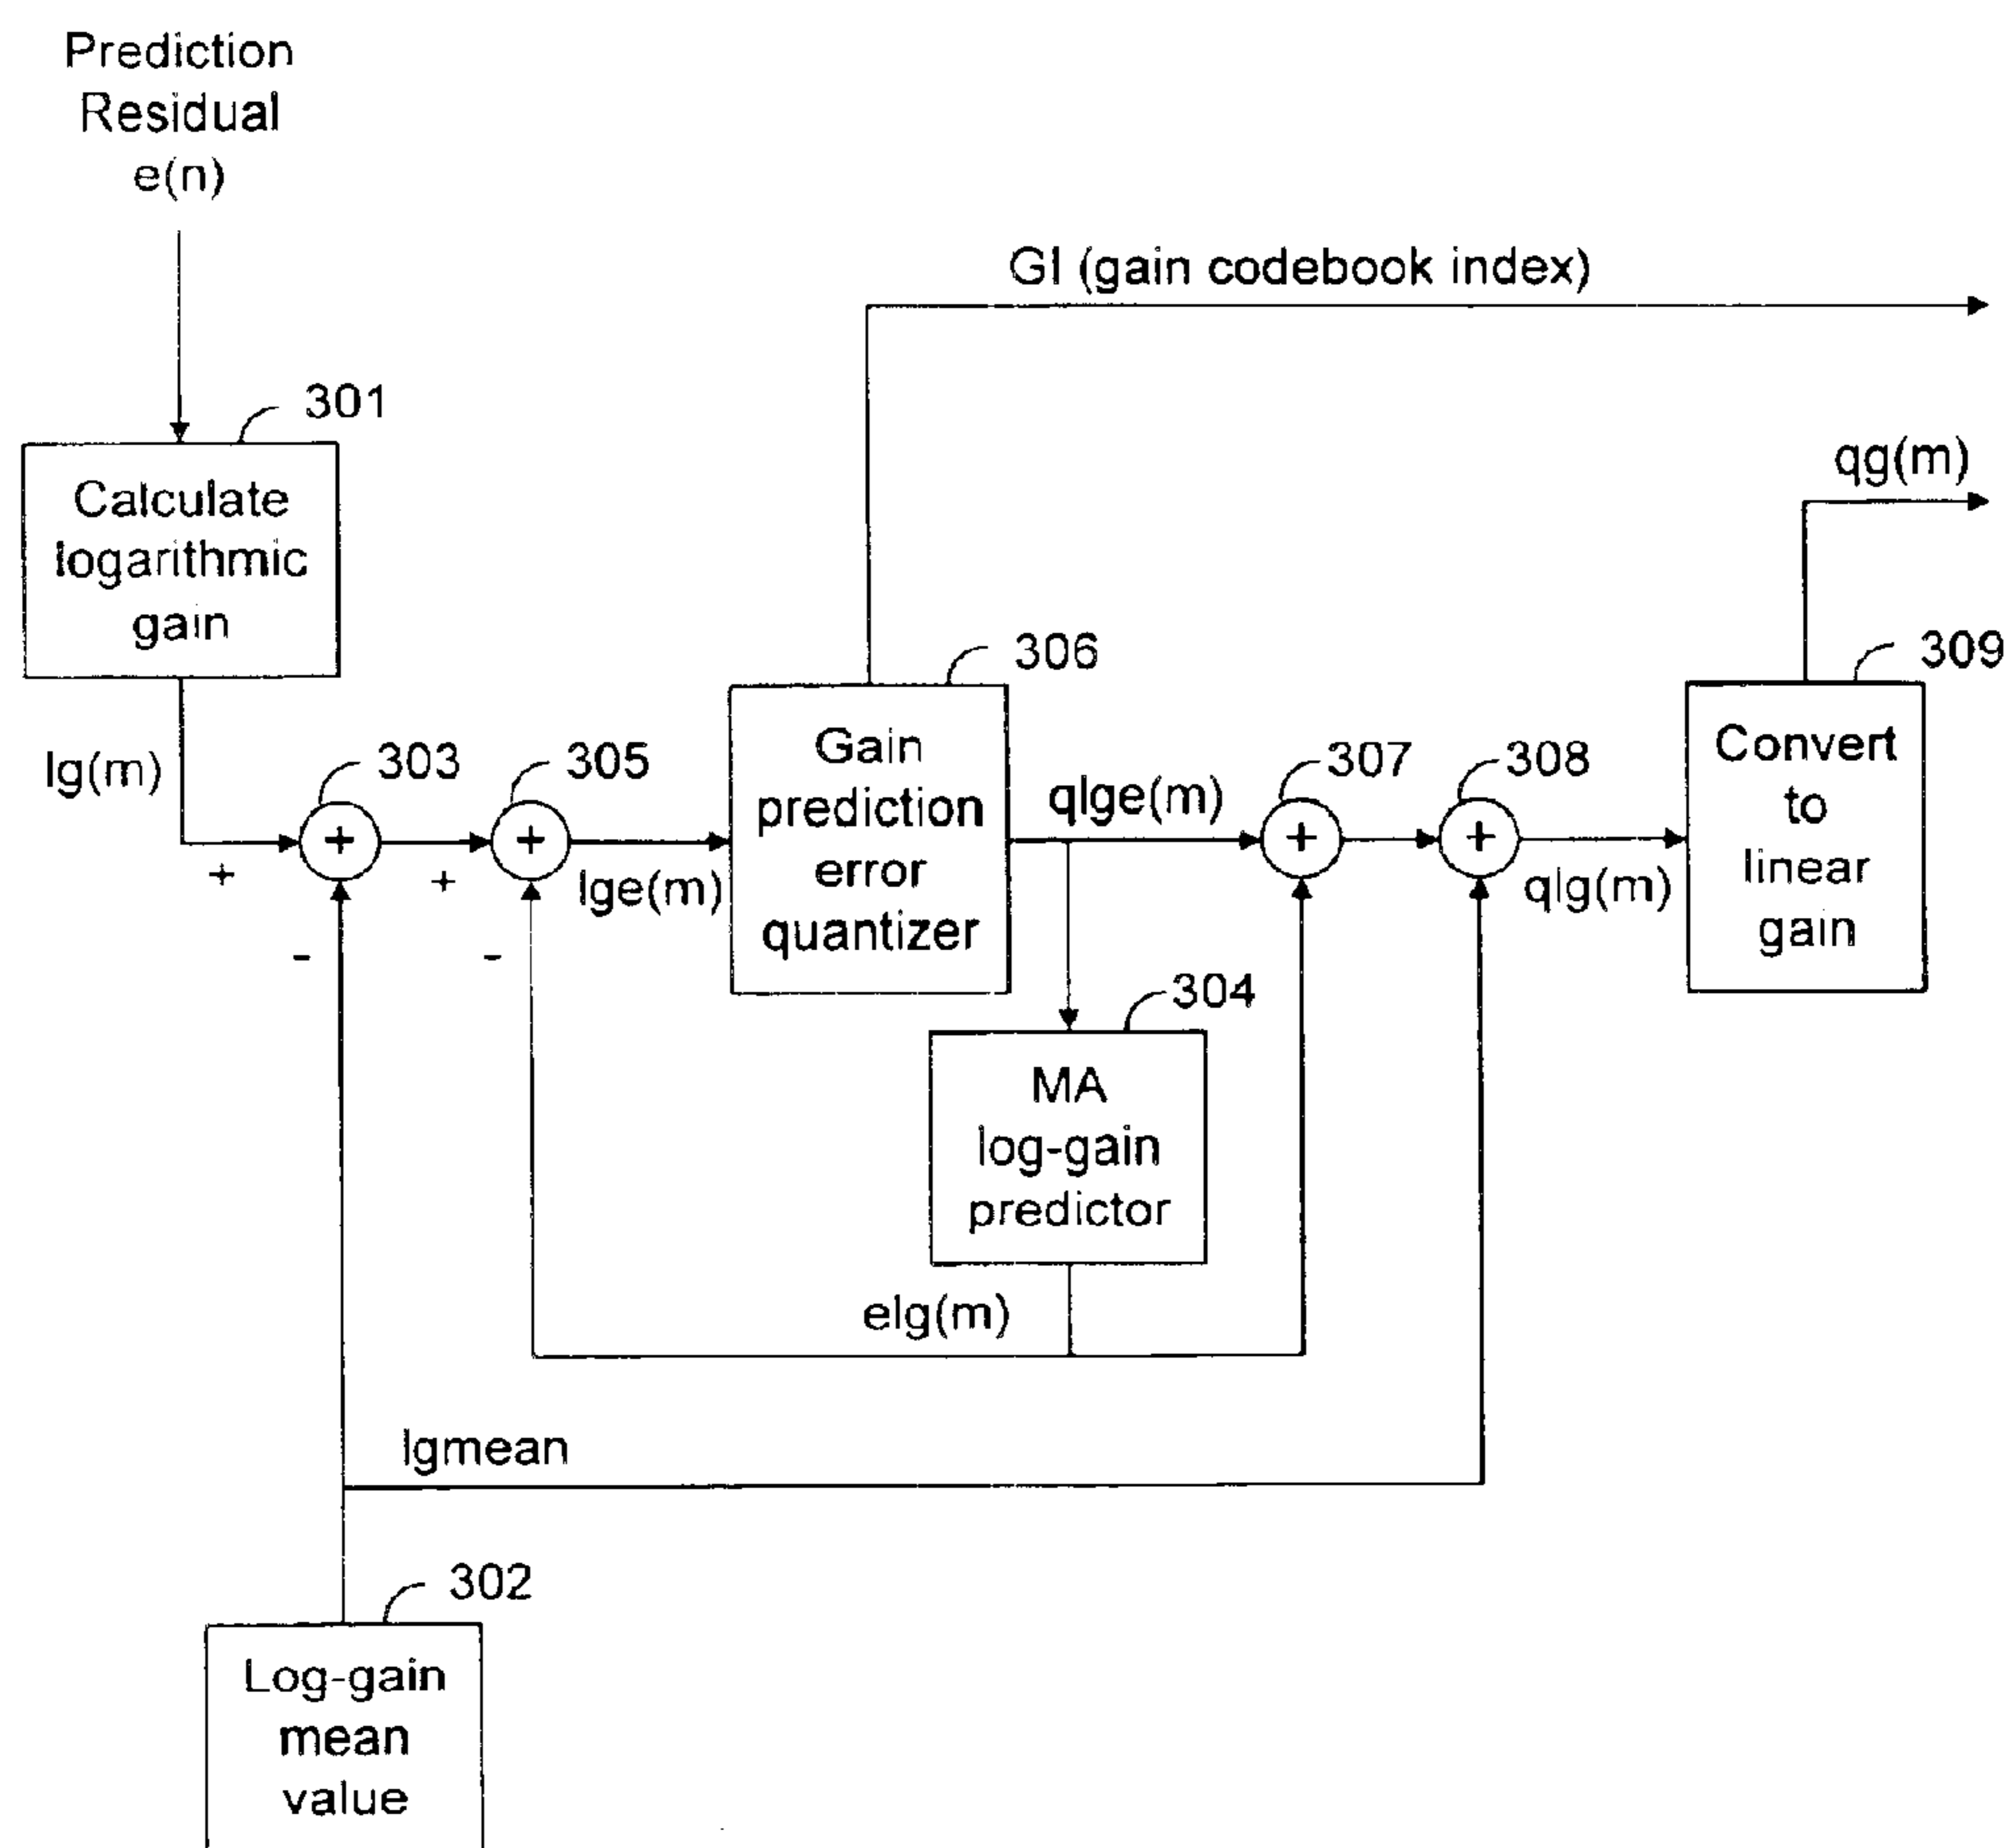 Prediction
Residual
e(n)
GI (gain codebook index)
301
qg(m)
Calculate
logarithmic
gain
306
309
lg(m)
303
305
Gain
prediction
error
quantizer
qlge(m)
307
308
Convert
to
linear
gain
+
+
+
+
+
+
lge(m)
qlg(m)
-
-
304
MA
log-gain
predictor
elg(m)
lgmean
302
Log-gain
mean
value